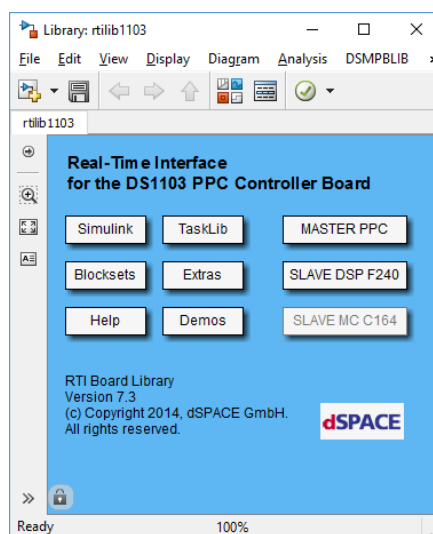 Library: rtilib1103
File Edit View Display Diagram Analysis DSMPBLIB
rtilib1103
Real-Time Interface
for the DS1103 PPC Controller Board
Simulink TaskLib MASTER PPC
Blocksets Extras SLAVE DSP F240
Help Demos SLAVE MC C164
RTI Board Library
Version 7.3
(c) Copyright 2014, dSPACE GmbH.
All rights reserved.
dSPACE
Ready 100%